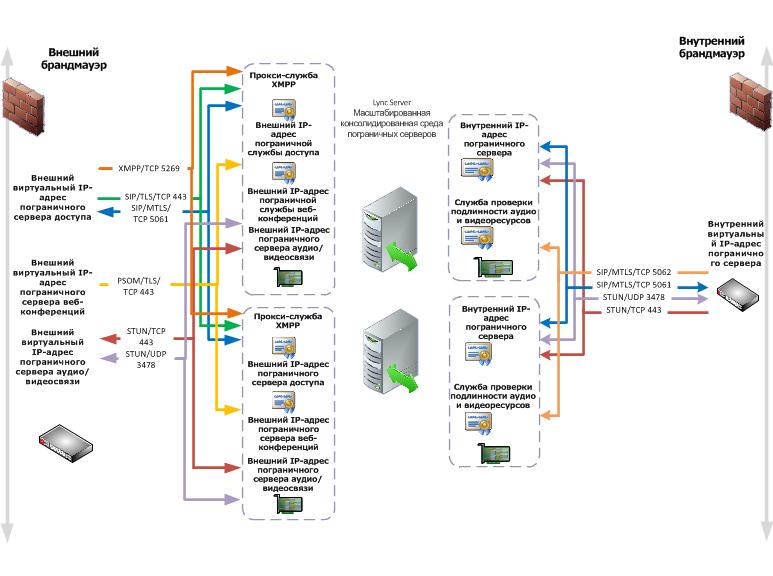 Внешний
брандмауэр
Внешний
виртуальный IP-
адрес
пограничного
сервера доступа
Внешний
виртуальный IP-
адрес
пограничного
сервера веб-
конференций
Внешний
виртуальный
IP-адрес
пограничного
сервера аудио/
видеосвязи
XMPP/TCP 5269
SIP/TLS/TCP 443
SIP/MTLS/
TCP 5061
PSOM/TLS/
TCP 443
STUN/TCP
443
STUN/UDP
3478
Прокси-служба
XMPP
Внешний IP-
адрес
пограничной
службы доступа
Внешний IP-адрес
пограничной
службы веб-
конференций
Внешний IP-адрес
пограничного
сервера аудио/
видеосвязи
Прокси-служба
XMPP
Внешний IP-адрес
пограничного
сервера доступа
Внешний IP-адрес
пограничного
сервера веб-
конференций
Внешний IP-адрес
пограничного
сервера аудио/
видеосвязи
Lync Server
Масштабированная
консолидированная среда
пограничных серверов
Внутренний IP-
адрес
пограничного
сервера
Служба проверки
подлинности аудио
и видеоресурсов
Внутренний IP-
адрес
пограничного
сервера
Служба проверки
подлинности аудио
и видеоресурсов
SIP/MTLS/TCP 5062
SIP/MTLS/TCP 5061
STUN/UDP 3478
STUN/TCP 443
Внутренний
брандмауэр
Внутренний
виртуальны
й IP-адрес
погранично
го сервера